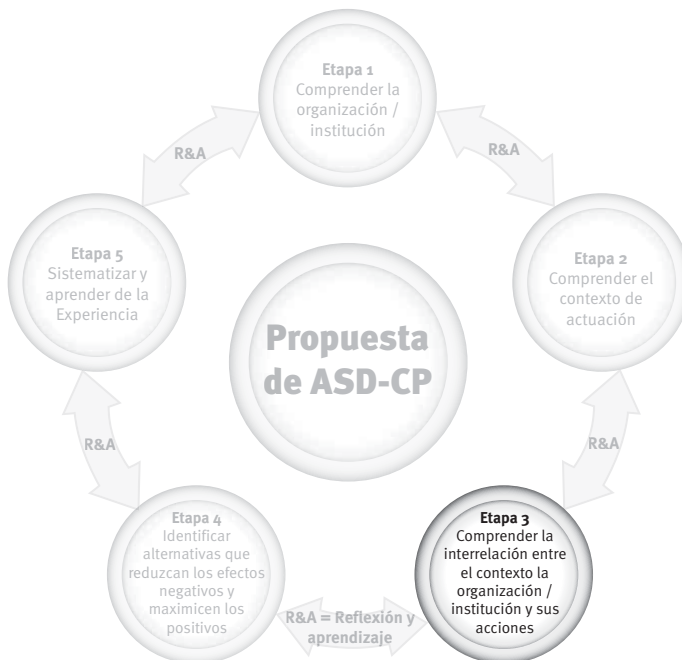 Etapa 1
Comprender la
organización /
institución
R&A
R&A
Etapa 5
Sistematizar y
aprender de la
Experiencia
Etapa 2
Comprender el
contexto de
actuación
Propuesta
de ASD-CP
R&A
R&A
Etapa 4
Identificar
alternativas que
reduzcan los efectos
negativos y
maximicen los
positivos
Etapa 3
Comprender la
interrelación entre
el contexto la
organización /
institución y sus
acciones
R&A = Reflexión y
aprendizaje